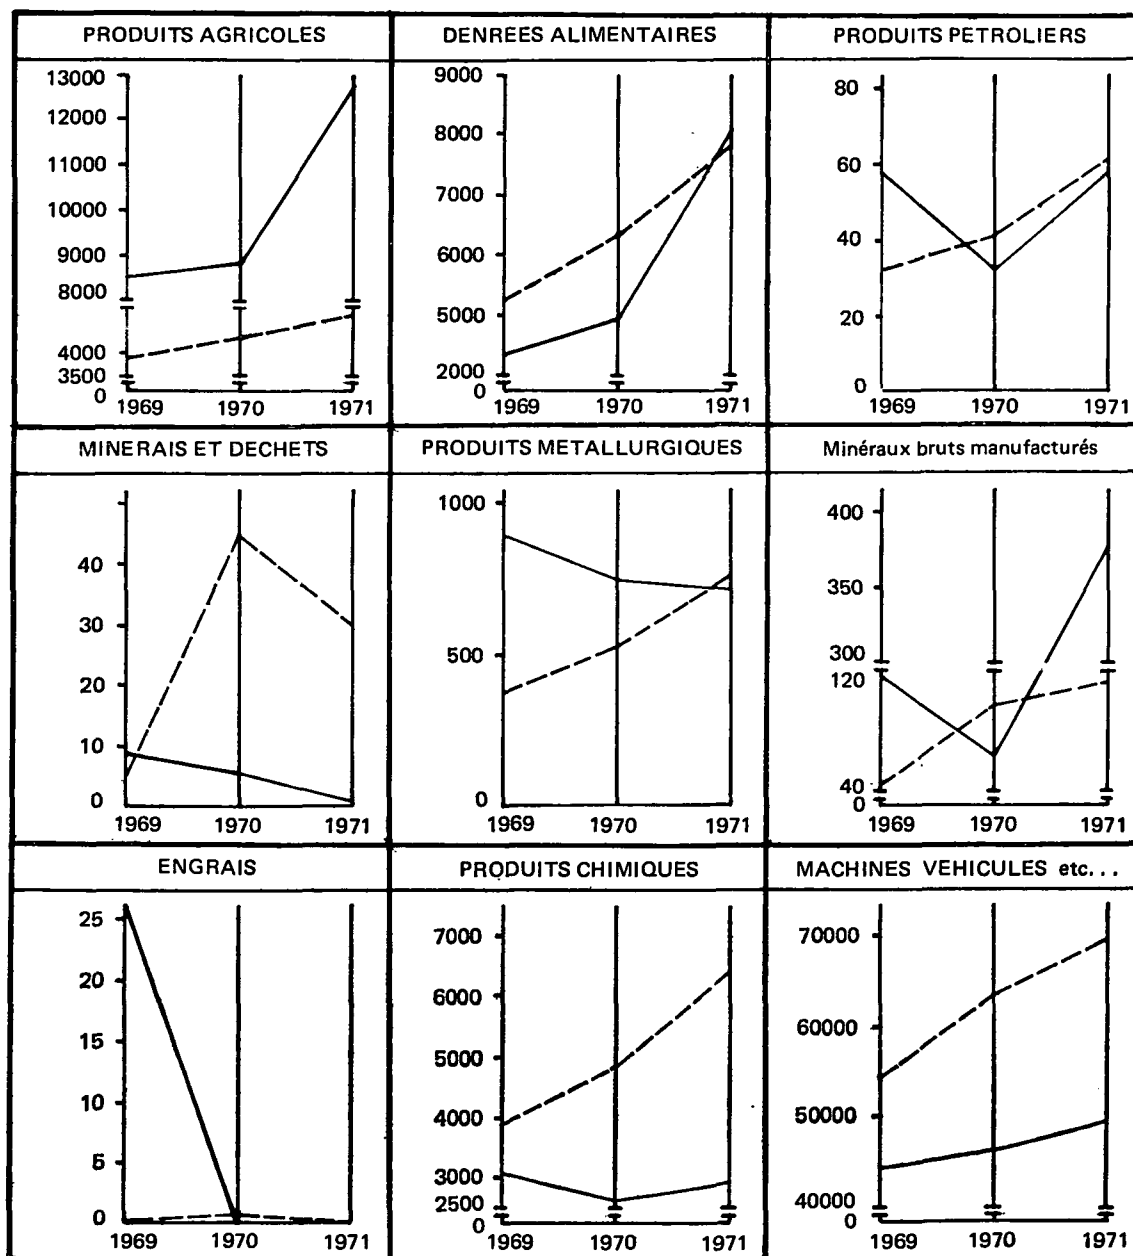 PRODUITS AGRICOLES
13000
12000
11000
10000
9000
8000
4000
3500
0
1969 1970 1971
DENREES ALIMENTAIRES
9000
8000
7000
6000
5000
2000
0
1969 1970 1971
PRODUITS PETROLIERS
80
60
40
20
0
1969 1970 1971
MINERAIS ET DECHETS
40
30
20
10
0
1969 1970 1971
PRODUITS METALLURGIQUES
1000
500
0
1969 1970 1971
Minéraux bruts manufacturés
400
350
300
120
40
0
1969 1970 1971
ENGRAIS
25
20
15
10
5
0
1969 1970 1971
PRODUITS CHIMIQUES
7000
6000
5000
4000
3000
2500
0
1969 1970 1971
MACHINES VEHICULES etc...
70000
60000
50000
40000
0
1969 1970 1971